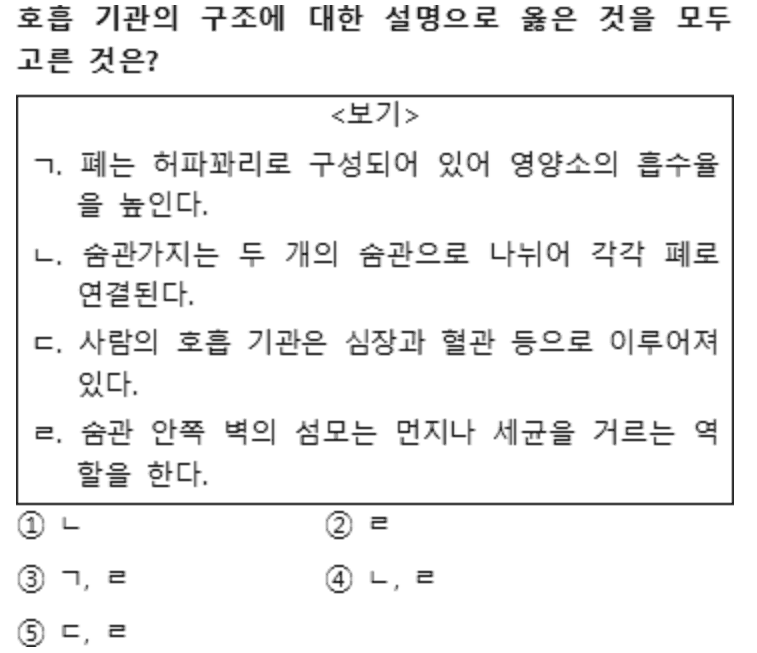 호흡 기관의 구조에 대한 설명으로 옳은 것을 모두
고른 것은?
<보기>
ㄱ. 폐는 허파꽈리로 구성되어 있어 영양소의 흡수율
을 높인다.
ㄴ. 숨관가지는 두 개의 숨관으로 나뉘어 각각 폐로
연결된다.
ㄷ. 사람의 호흡 기관은 심장과 혈관 등으로 이루어져
있다.
ㄹ. 숨관 안쪽 벽의 섬모는 먼지나 세균을 거르는 역
할을 한다.
① ㄴ ② ㄹ
③ ㄱ, ㄹ ④ ㄴ, ㄹ
⑤ ㄷ, ㄹ